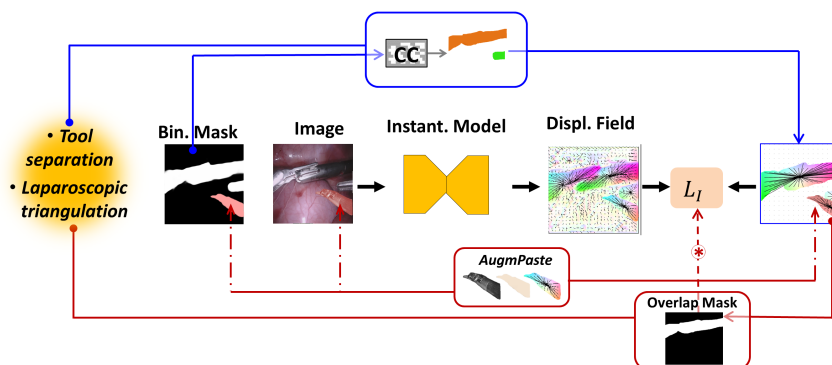 CC
• Tool
separation
• Laparoscopic
triangulation
Bin. Mask
Image
Instant. Model
Displ. Field
L_I
*
AugmPaste
Overlap Mask